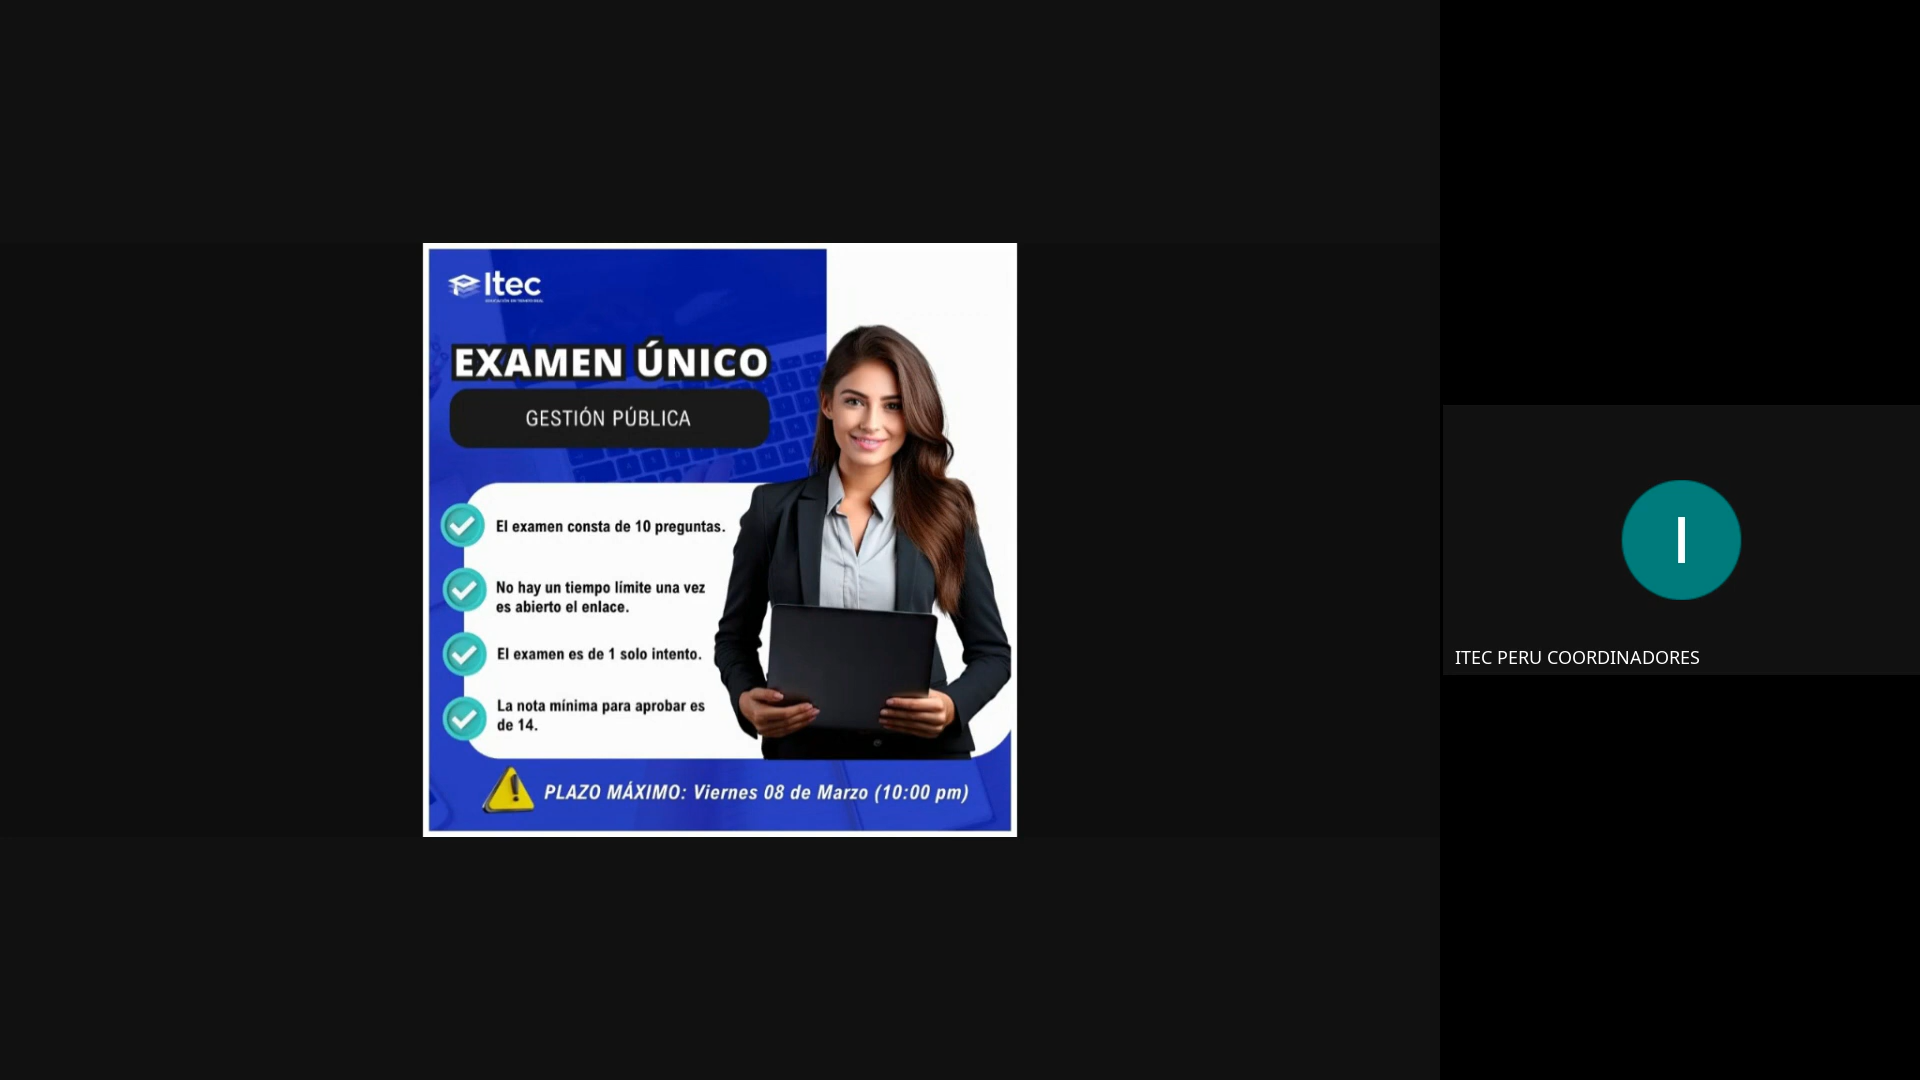 Itec
EXAMEN ÚNICO
GESTIÓN PÚBLICA
El examen consta de 10 preguntas.
No hay un tiempo límite una vez
es abierto el enlace.
El examen es de 1 solo intento.
La nota mínima para aprobar es
de 14.
PLAZO MÁXIMO: Viernes 08 de Marzo (10:00 pm)
I
ITEC PERU COORDINADORES